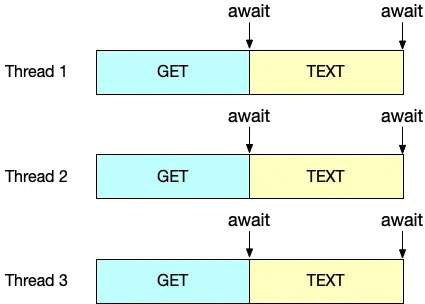 await await
Thread 1 GET TEXT
await await
Thread 2 GET TEXT
await await
Thread 3 GET TEXT